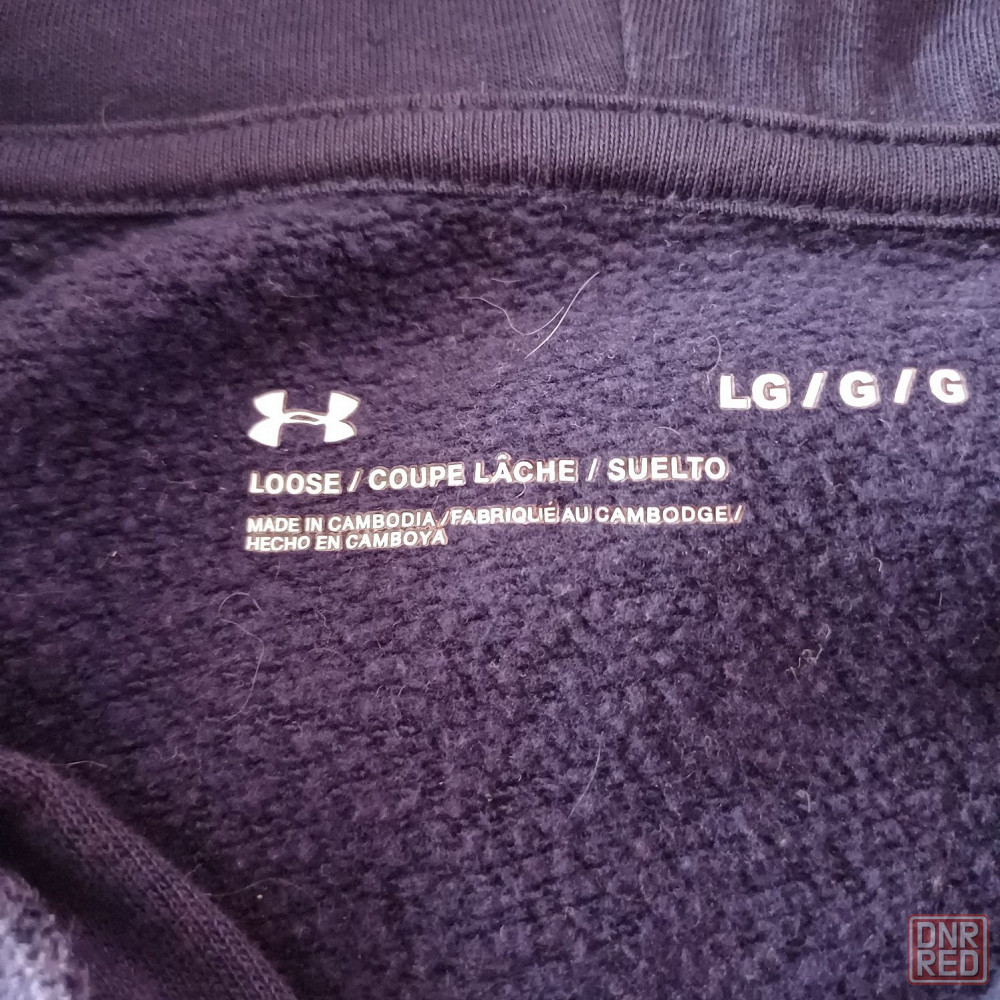 LG / G / G
LOOSE / COUPE LÂCHE / SUELTO
MADE IN CAMBODIA / FABRIQUÉ AU CAMBODGE /
HECHO EN CAMBOYA
DNR
RED